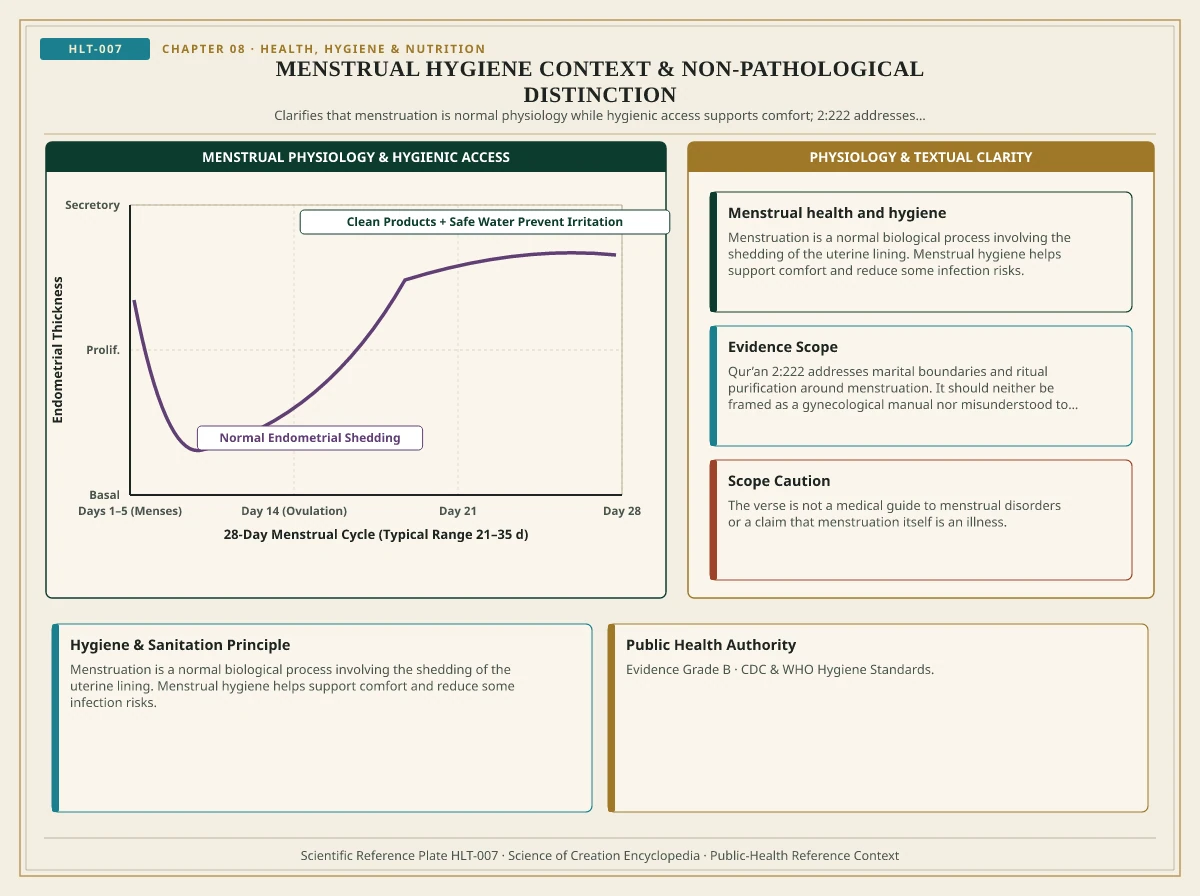 HLT-007
CHAPTER 08 · HEALTH, HYGIENE & NUTRITION
MENSTRUAL HYGIENE CONTEXT & NON-PATHOLOGICAL
DISTINCTION
Clarifies that menstruation is normal physiology while hygienic access supports comfort; 2:222 addresses...
MENSTRUAL PHYSIOLOGY & HYGIENIC ACCESS
Secretory
Clean Products + Safe Water Prevent Irritation
Endometrial Thickness
Prolif.
Normal Endometrial Shedding
Basal
Days 1–5 (Menses)
Day 14 (Ovulation)
Day 21
Day 28
28-Day Menstrual Cycle (Typical Range 21–35 d)
PHYSIOLOGY & TEXTUAL CLARITY
Menstrual health and hygiene
Menstruation is a normal biological process involving the
shedding of the uterine lining. Menstrual hygiene helps
support comfort and reduce some infection risks.
Evidence Scope
Qur'an 2:222 addresses marital boundaries and ritual
purification around menstruation. It should neither be
framed as a gynecological manual nor misunderstood to...
Scope Caution
The verse is not a medical guide to menstrual disorders
or a claim that menstruation itself is an illness.
Hygiene & Sanitation Principle
Menstruation is a normal biological process involving the shedding of the
uterine lining. Menstrual hygiene helps support comfort and reduce some
infection risks.
Public Health Authority
Evidence Grade B · CDC & WHO Hygiene Standards.
Scientific Reference Plate HLT-007 · Science of Creation Encyclopedia · Public-Health Reference Context